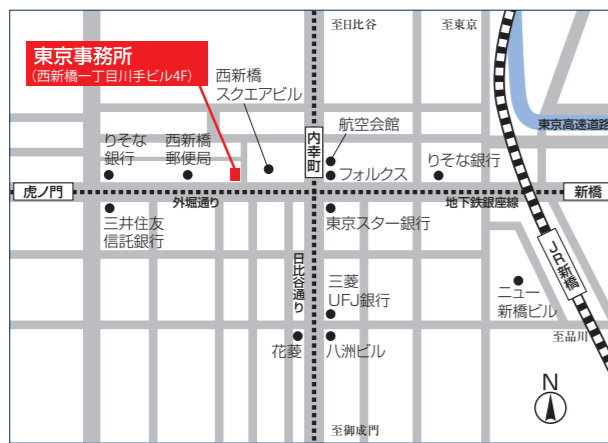 至日比谷
至東京
東京事務所
(西新橋一丁目川手ビル4F)
西新橋
スクエアビル
東京高速道路
内幸町
航空会館
りそな
銀行
西新橋
郵便局
フォルクス
りそな銀行
虎ノ門
外堀通り
地下鉄銀座線
新橋
三井住友
信託銀行
東京スター銀行
JR新橋
日比谷通り
三菱
UFJ銀行
ニュー
新橋ビル
花菱
八洲ビル
至品川
N
至御成門